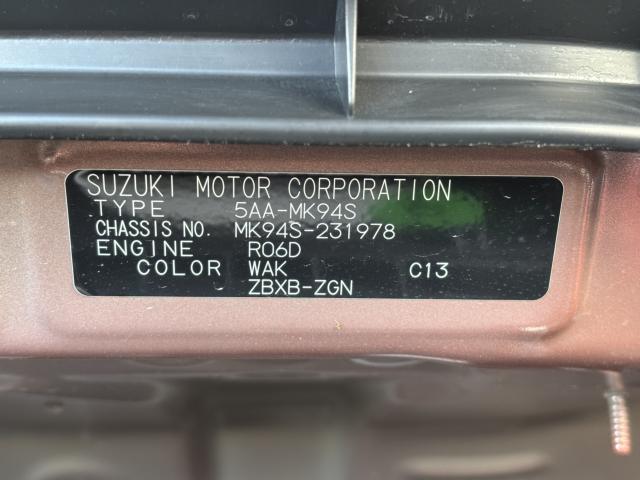 SUZUKI MOTOR CORPORATION
TYPE 5AA-MK94S
CHASSIS NO. MK94S-231978
ENGINE R06D
COLOR WAK C13
ZBXB-ZGN